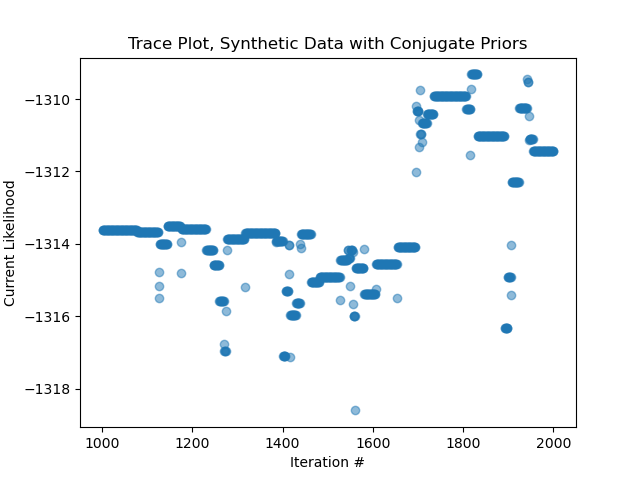 Trace Plot, Synthetic Data with Conjugate Priors
Current Likelihood
−1310
−1312
−1314
−1316
−1318
1000 1200 1400 1600 1800 2000
Iteration #